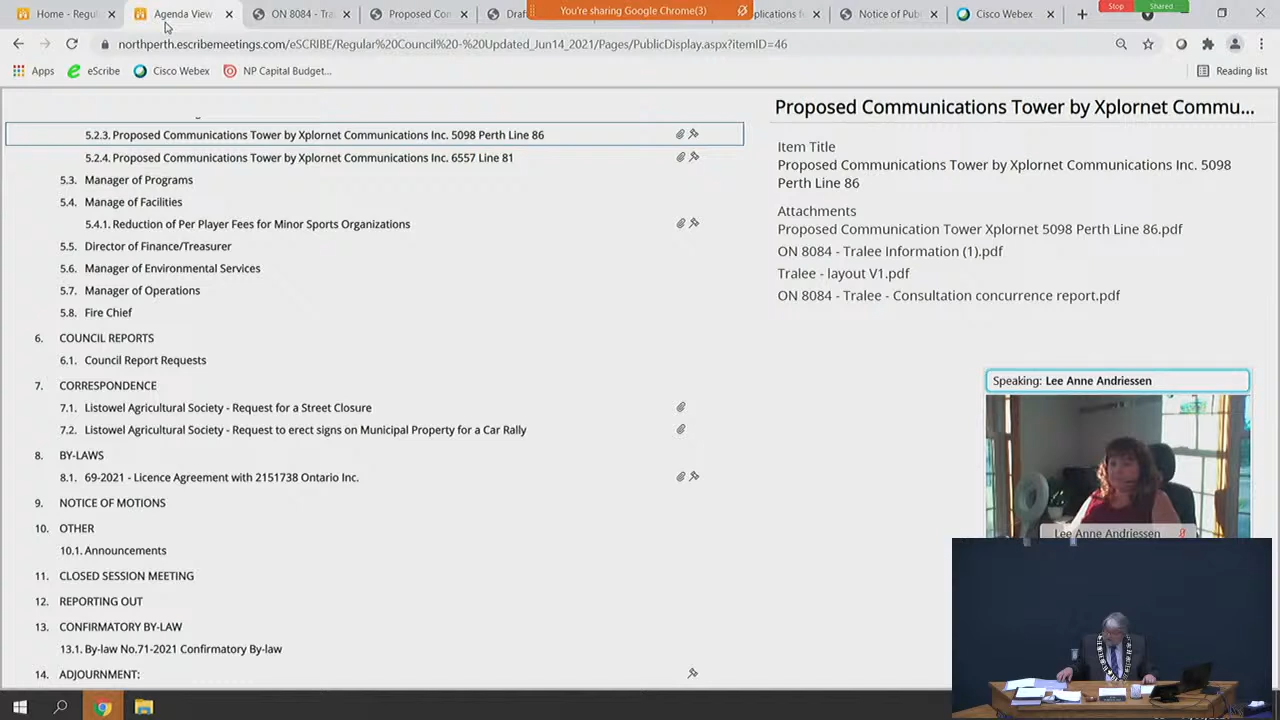 Home - Regul
Agenda View
ON 8084 - Tra
Proposed Com
Draf
You're sharing Google Chrome(3)
plications f
Notice of Pub
Cisco Webex
Stop
Shared
northperth.escribemeetings.com/eSCRIBE/Regular%20Council%20-%20Updated_Jun14_2021/Pages/PublicDisplay.aspx?itemID=46
Apps
eScribe
Cisco Webex
NP Capital Budget...
Reading list
5.2.3. Proposed Communications Tower by Xplornet Communications Inc. 5098 Perth Line 86
5.2.4. Proposed Communications Tower by Xplornet Communications Inc. 6557 Line 81
5.3. Manager of Programs
5.4. Manage of Facilities
5.4.1. Reduction of Per Player Fees for Minor Sports Organizations
5.5. Director of Finance/Treasurer
5.6. Manager of Environmental Services
5.7. Manager of Operations
5.8. Fire Chief
6. COUNCIL REPORTS
6.1. Council Report Requests
7. CORRESPONDENCE
7.1. Listowel Agricultural Society - Request for a Street Closure
7.2. Listowel Agricultural Society - Request to erect signs on Municipal Property for a Car Rally
8. BY-LAWS
8.1. 69-2021 - Licence Agreement with 2151738 Ontario Inc.
9. NOTICE OF MOTIONS
10. OTHER
10.1. Announcements
11. CLOSED SESSION MEETING
12. REPORTING OUT
13. CONFIRMATORY BY-LAW
13.1. By-law No.71-2021 Confirmatory By-law
14. ADJOURNMENT:
Proposed Communications Tower by Xplornet Commu...
Item Title
Proposed Communications Tower by Xplornet Communications Inc. 5098
Perth Line 86
Attachments
Proposed Communication Tower Xplornet 5098 Perth Line 86.pdf
ON 8084 - Tralee Information (1).pdf
Tralee - layout V1.pdf
ON 8084 - Tralee - Consultation concurrence report.pdf
Speaking: Lee Anne Andriessen
Lee Anne Andriessen